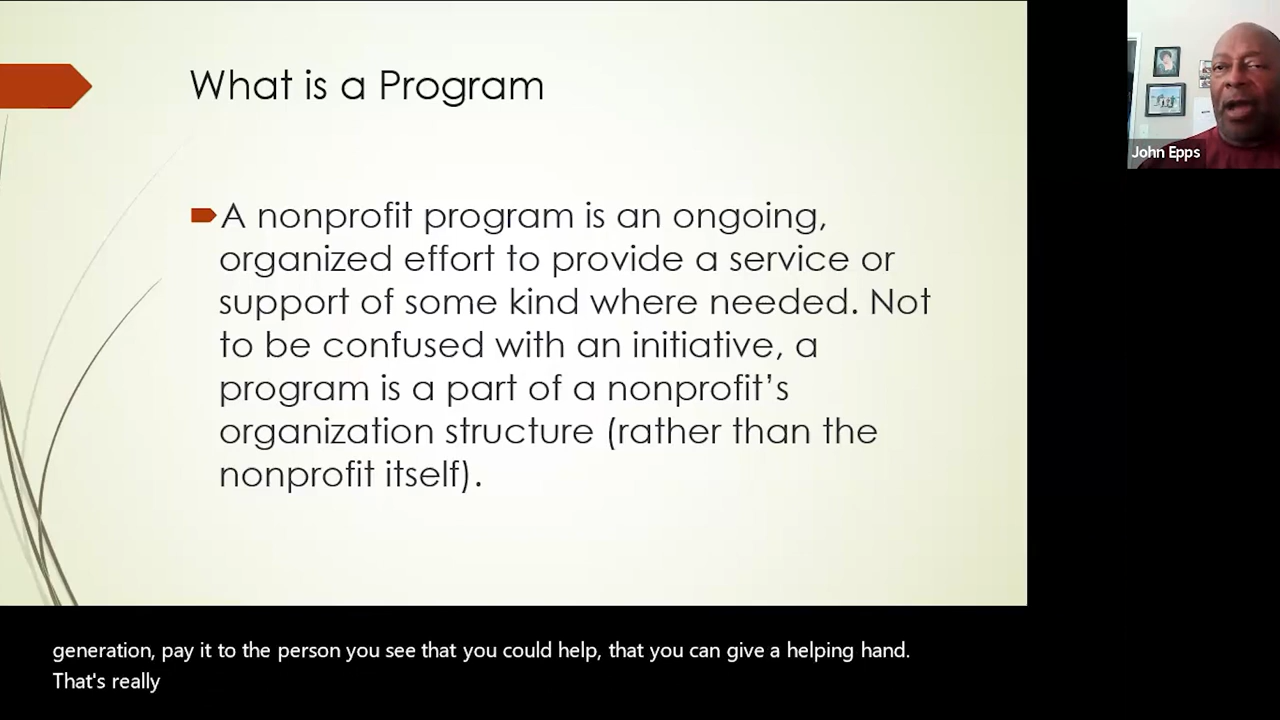 What is a Program
A nonprofit program is an ongoing,
organized effort to provide a service or
support of some kind where needed. Not
to be confused with an initiative, a
program is a part of a nonprofit’s
organization structure (rather than the
nonprofit itself).
John Epps
generation, pay it to the person you see that you could help, that you can give a helping hand.
That's really